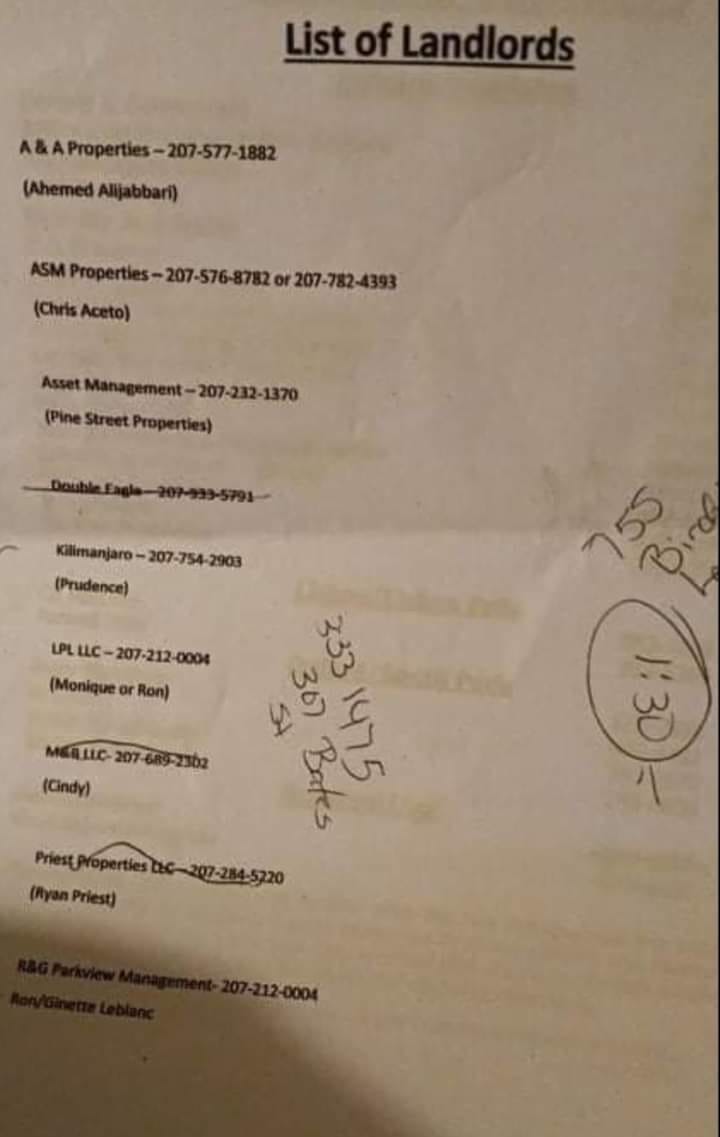 List of Landlords
A & A Properties – 207-577-1882
(Ahemed Alijabbari)
ASM Properties – 207-576-8782 or 207-782-4393
(Chris Aceto)
Asset Management – 207-232-1370
(Pine Street Properties)
Double Eagle – 207-933-5791
Kilimanjaro – 207-754-2903
(Prudence)
LPL LLC – 207-212-0004
(Monique or Ron)
M&R LLC- 207-689-2302
(Cindy)
Priest Properties LLC – 207-284-5220
(Ryan Priest)
R&G Parkview Management- 207-212-0004
Ron/Ginette Leblanc
333 1475
367 Bates
St
755
1:30